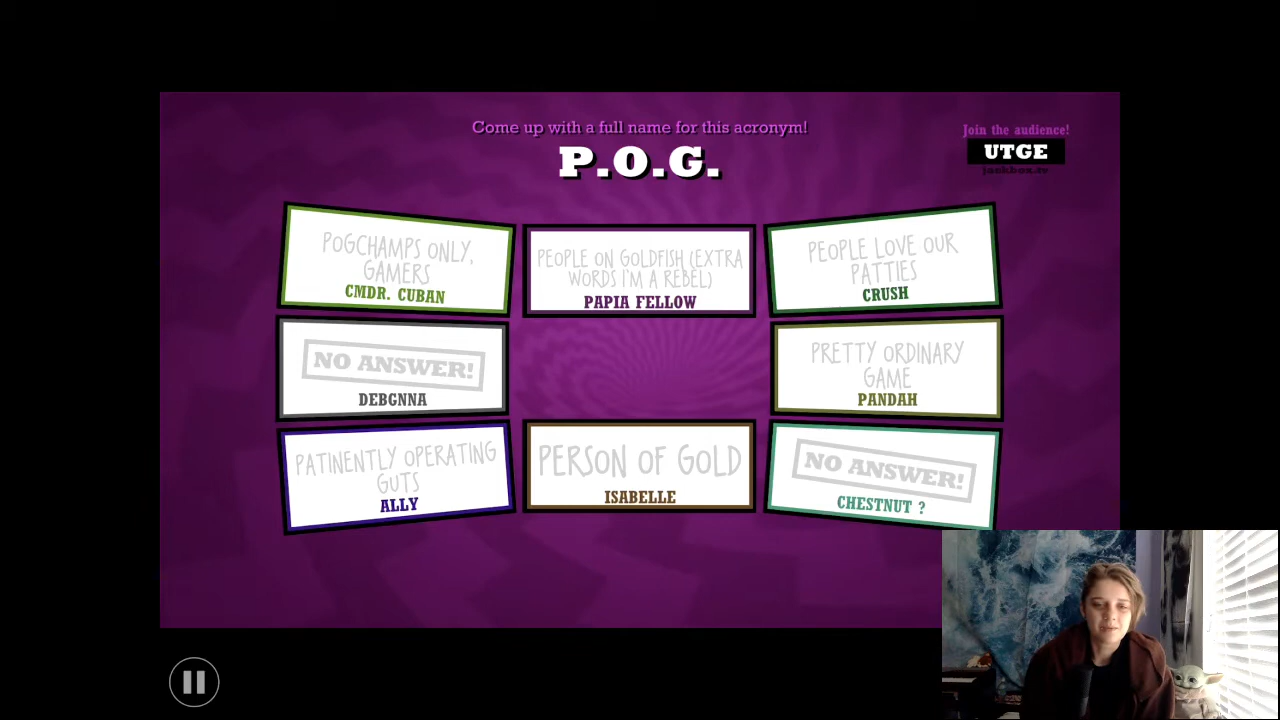 Come up with a full name for this acronym!
P.O.G.
Join the audience!
UTGE
jackbox.tv
POGCHAMPS ONLY,
GAMERS
CMDR. CUBAN
PEOPLE ON GOLDFISH (EXTRA
WORDS I'M A REBEL)
PAPIA FELLOW
PEOPLE LOVE OUR
PATTIES
CRUSH
NO ANSWER!
DEBGNNA
PRETTY ORDINARY
GAME
PANDAH
PATINENTLY OPERATING
GUTS
ALLY
PERSON OF GOLD
ISABELLE
NO ANSWER!
CHESTNUT ?